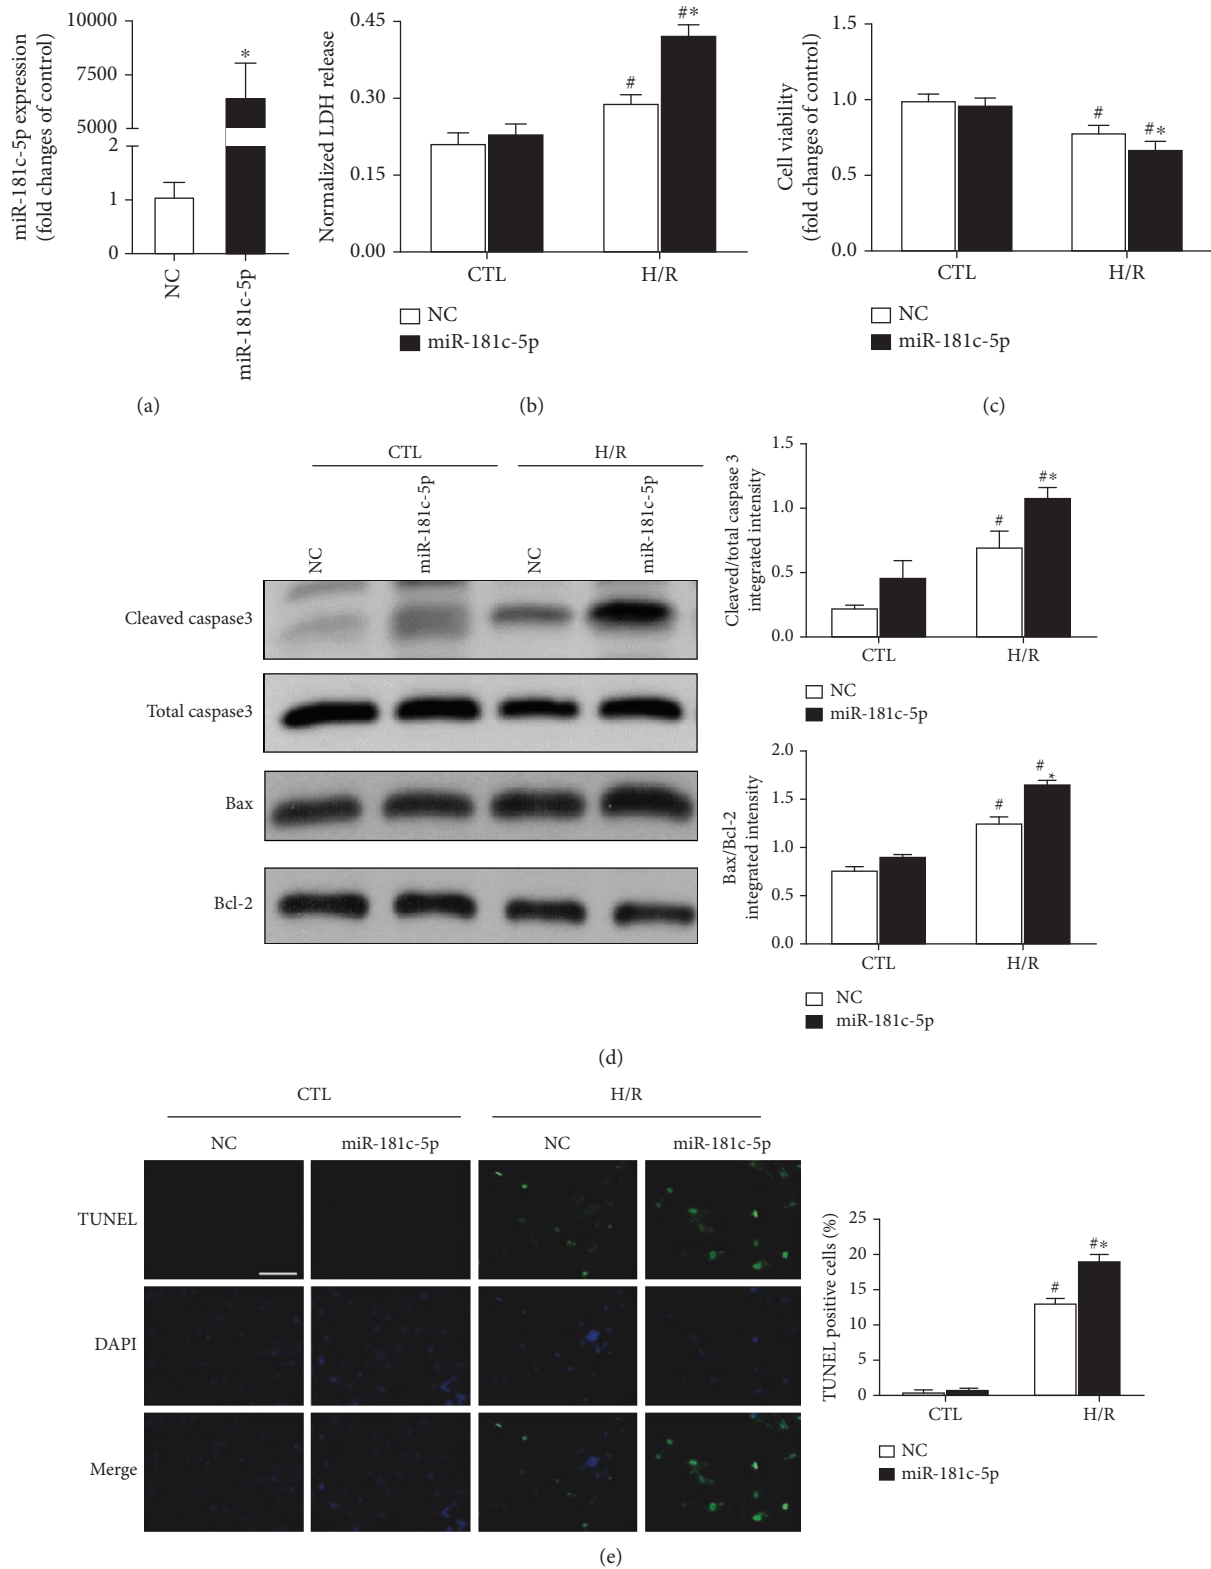 10000
7500
5000
2
1
0
miR-181c-5p expression
(fold changes of control)
*
NC
miR-181c-5p
(a)
0.45
0.30
0.15
0.00
Normalized LDH release
#
#*
CTL
H/R
NC
miR-181c-5p
(b)
1.5
1.0
0.5
0.0
Cell viability
(fold changes of control)
#
#*
CTL
H/R
NC
miR-181c-5p
(c)
CTL
H/R
NC
miR-181c-5p
NC
miR-181c-5p
Cleaved caspase3
Total caspase3
Bax
Bcl-2
1.5
1.0
0.5
0.0
Cleaved/total caspase 3
integrated intensity
#
#*
CTL
H/R
NC
miR-181c-5p
2.0
1.5
1.0
0.5
0.0
Bax/Bcl-2
integrated intensity
#
#
*
CTL
H/R
NC
miR-181c-5p
(d)
CTL
H/R
NC
miR-181c-5p
NC
miR-181c-5p
TUNEL
DAPI
Merge
25
20
15
10
5
0
TUNEL positive cells (%)
#
#*
CTL
H/R
NC
miR-181c-5p
(e)